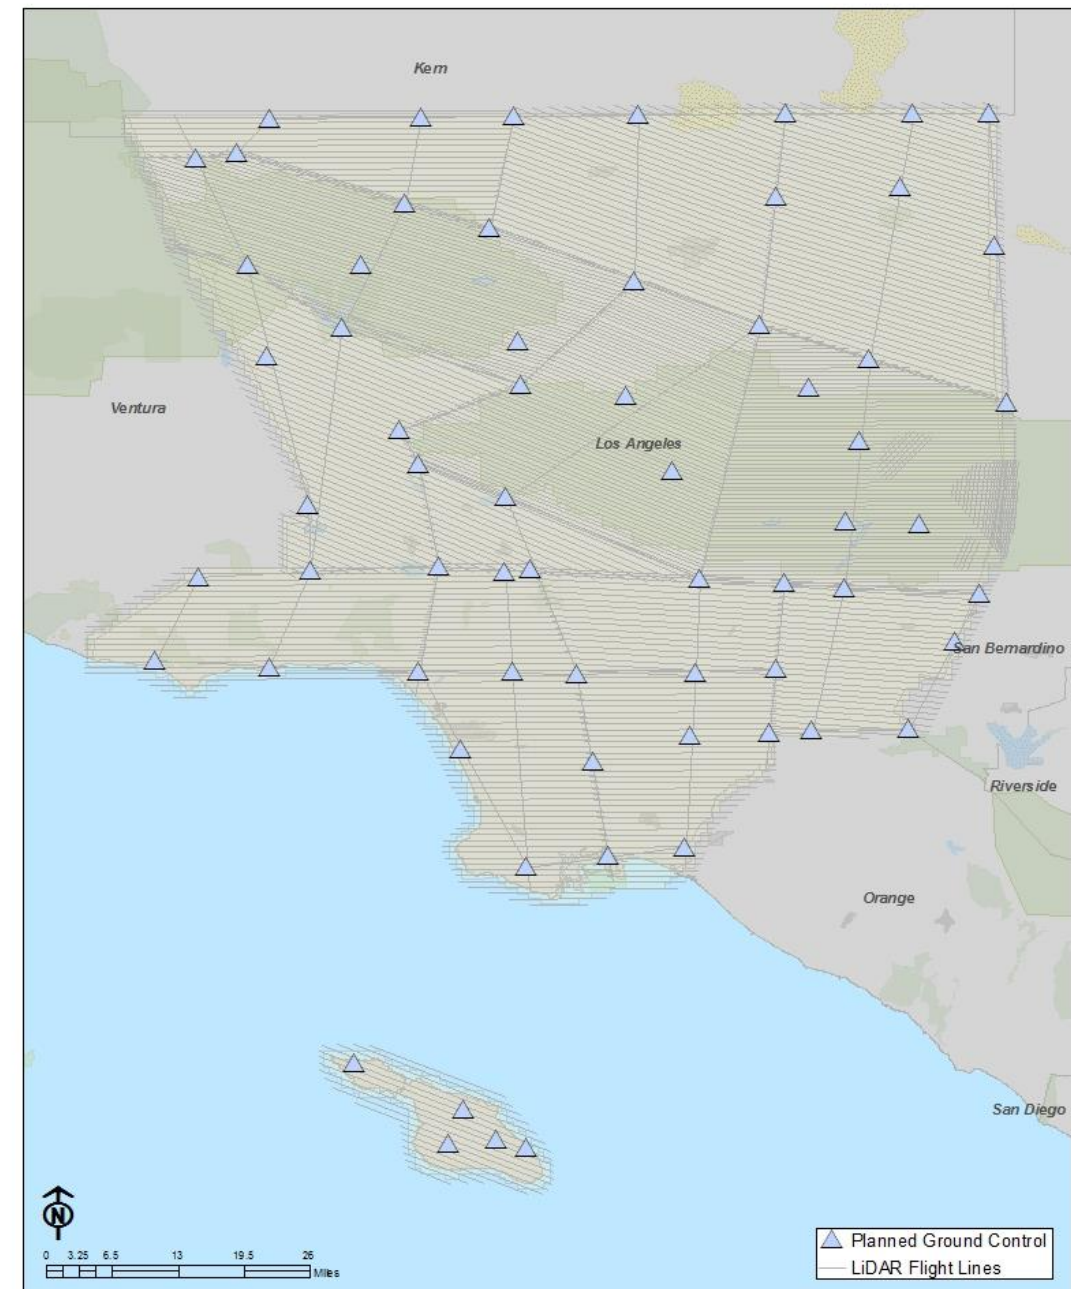 Kern
Ventura
Los Angeles
San Bernardino
Riverside
Orange
San Diego
N
0 3.25 6.5 13 19.5 26
Miles
Planned Ground Control
LiDAR Flight Lines